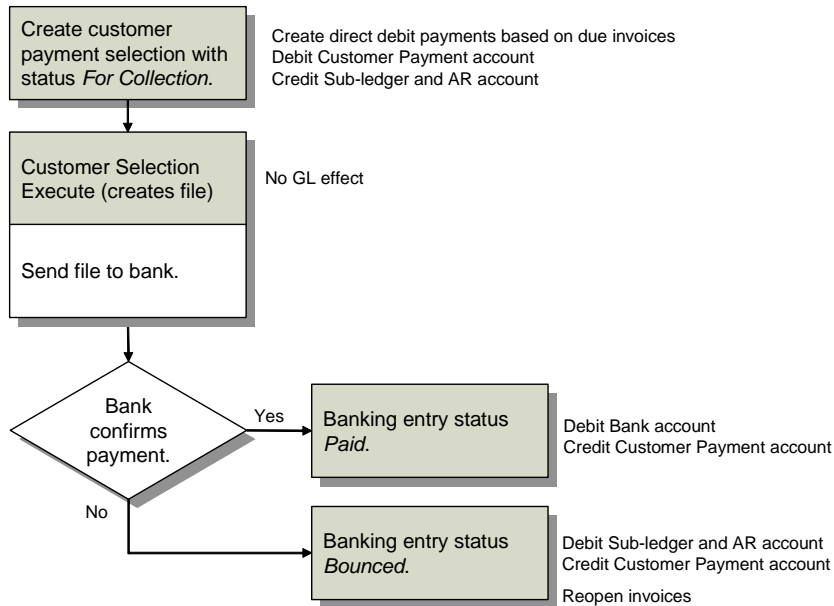 Create customer
payment selection with
status For Collection.
Create direct debit payments based on due invoices
Debit Customer Payment account
Credit Sub-ledger and AR account
Customer Selection
Execute (creates file)
No GL effect
Send file to bank.
Bank
confirms
payment.
Yes
Banking entry status
Paid.
Debit Bank account
Credit Customer Payment account
No
Banking entry status
Bounced.
Debit Sub-ledger and AR account
Credit Customer Payment account
Reopen invoices